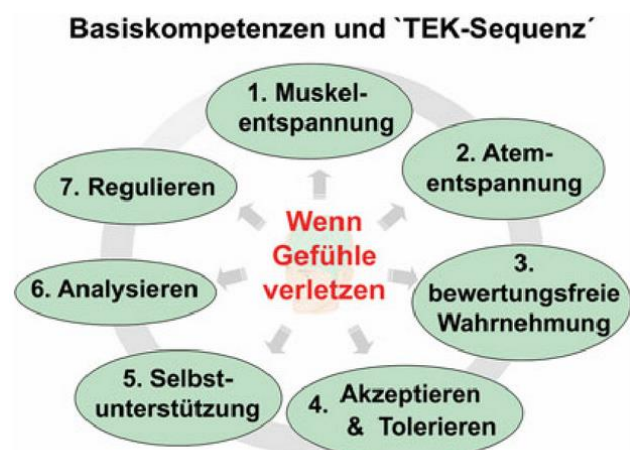 Basiskompetenzen und `TEK-Sequenz´
1. Muskel-
entspannung
2. Atem-
entspannung
3.
bewertungsfreie
Wahrnehmung
4. Akzeptieren
& Tolerieren
5. Selbst-
unterstützung
6. Analysieren
7. Regulieren
Wenn
Gefühle
verletzen